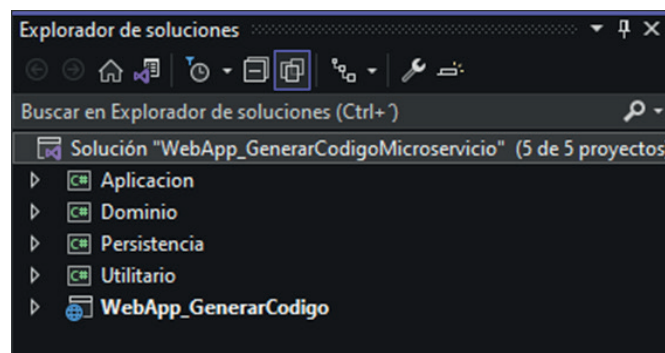 Explorador de soluciones
Buscar en Explorador de soluciones (Ctrl+´)
Solución "WebApp_GenerarCodigoMicroservicio" (5 de 5 proyectos
C# Aplicacion
C# Dominio
C# Persistencia
C# Utilitario
WebApp_GenerarCodigo